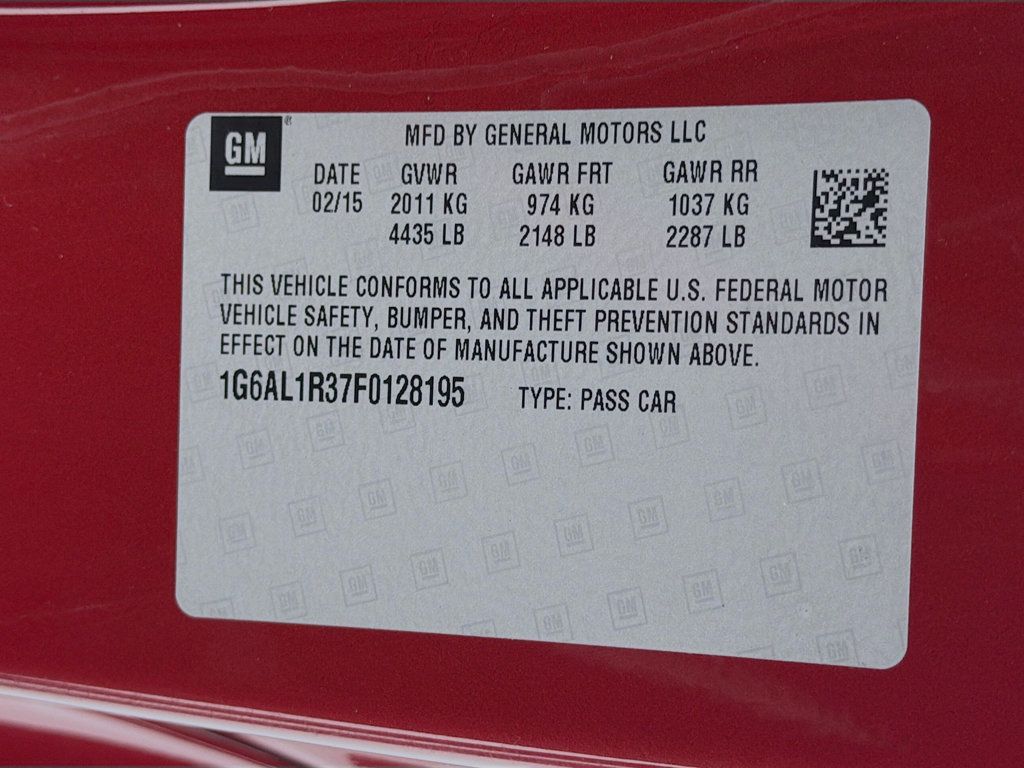 GM
MFD BY GENERAL MOTORS LLC
DATE GVWR GAWR FRT GAWR RR
02/15 2011 KG 974 KG 1037 KG
4435 LB 2148 LB 2287 LB
THIS VEHICLE CONFORMS TO ALL APPLICABLE U.S. FEDERAL MOTOR
VEHICLE SAFETY, BUMPER, AND THEFT PREVENTION STANDARDS IN
EFFECT ON THE DATE OF MANUFACTURE SHOWN ABOVE.
1G6AL1R37F0128195 TYPE: PASS CAR